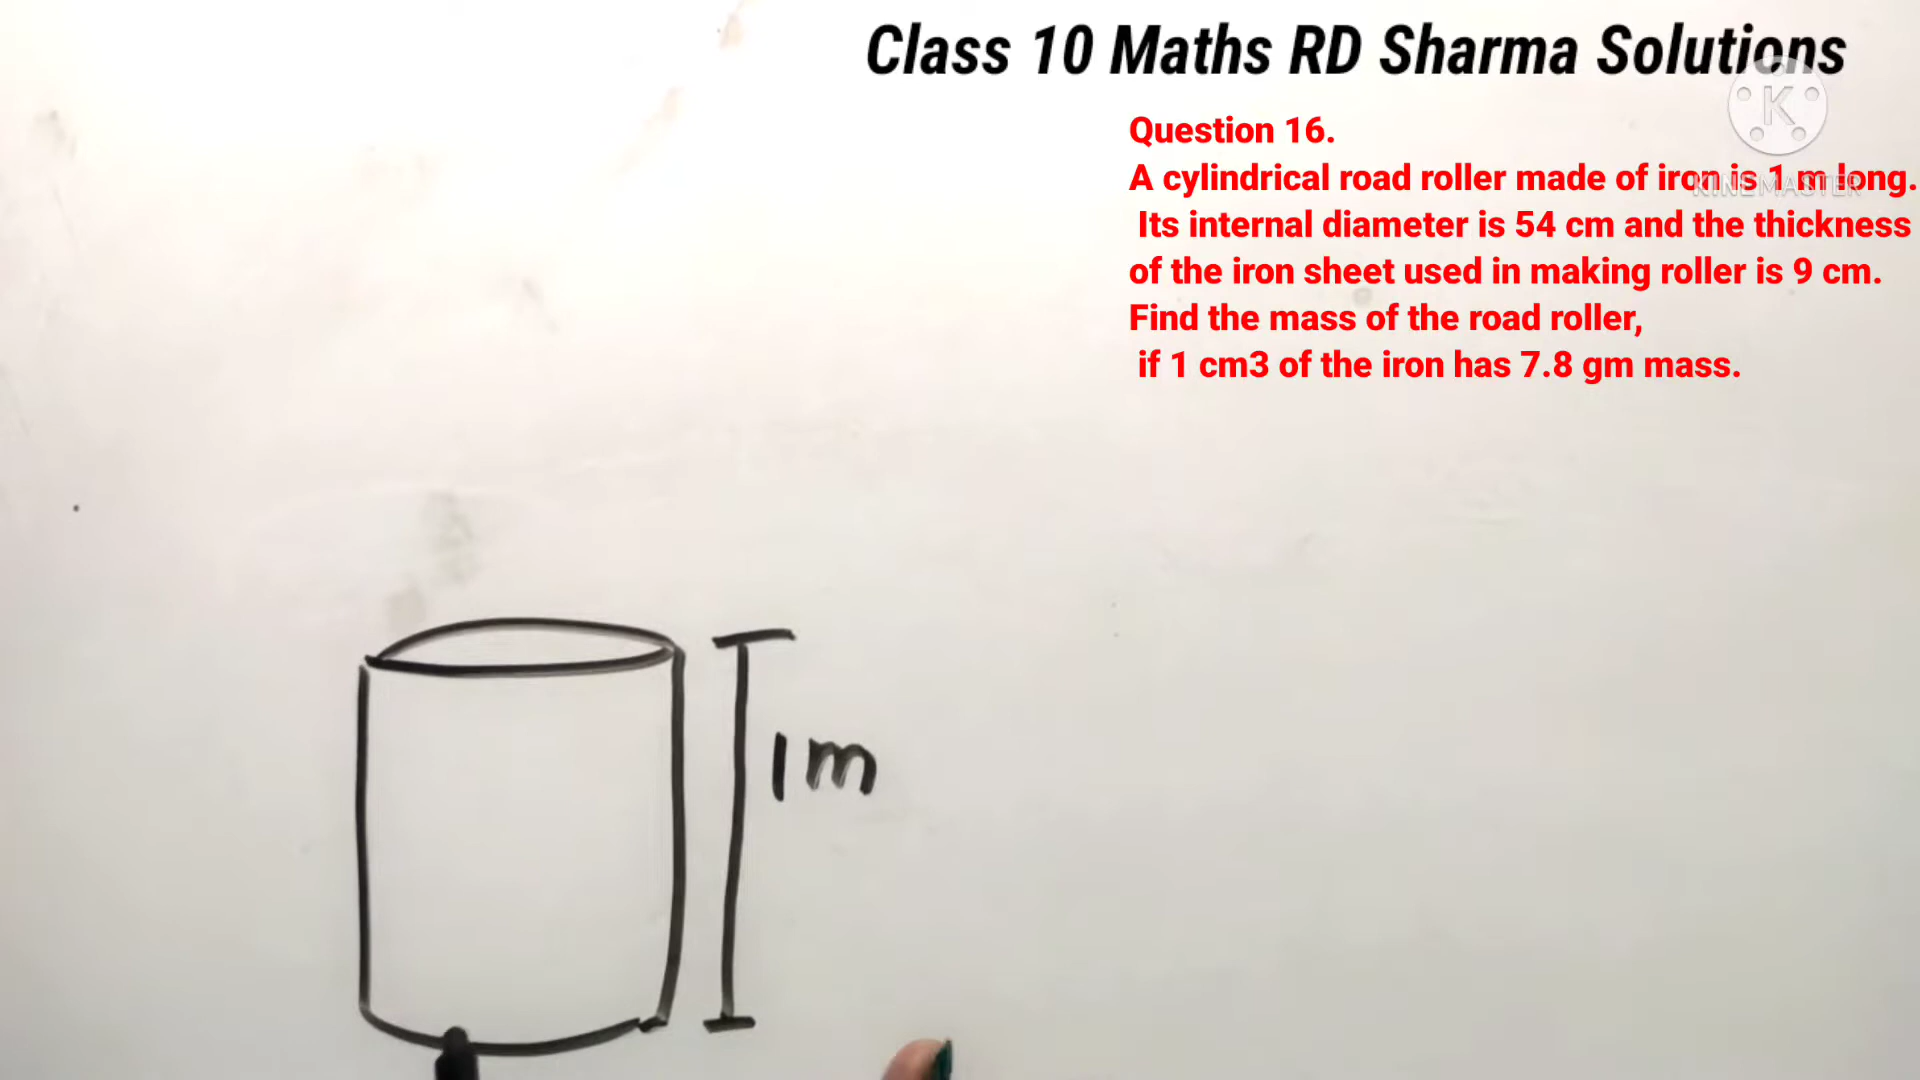 Class 10 Maths RD Sharma Solutions
K
KINEMASTER
Question 16.
A cylindrical road roller made of iron is 1 m long.
Its internal diameter is 54 cm and the thickness
of the iron sheet used in making roller is 9 cm.
Find the mass of the road roller,
if 1 cm3 of the iron has 7.8 gm mass.
1m